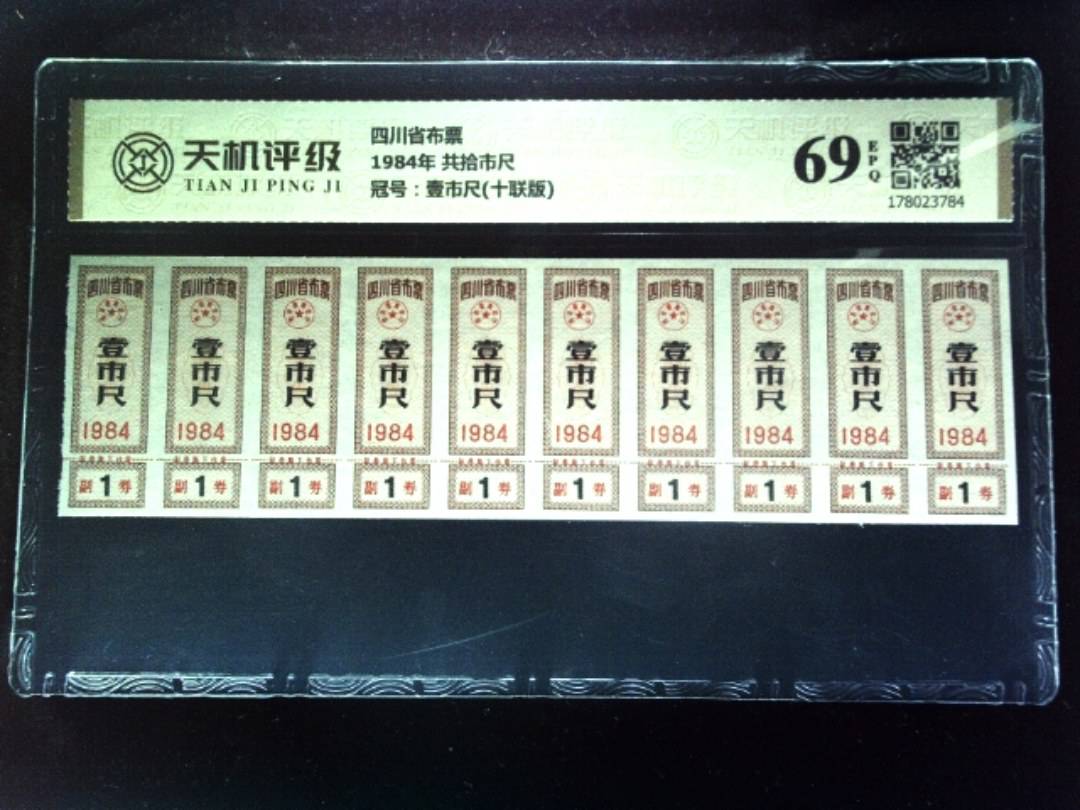 天机评级
TIAN JI PING JI
四川省布票
1984年 共拾市尺
冠号：壹市尺(十联版)
69
EPQ
178023784
四川省布票 四川省布票 四川省布票 四川省布票 四川省布票 四川省布票 四川省布票 四川省布票 四川省布票 四川省布票
壹市尺 壹市尺 壹市尺 壹市尺 壹市尺 壹市尺 壹市尺 壹市尺 壹市尺 壹市尺
1984 1984 1984 1984 1984 1984 1984 1984 1984 1984
副1券 副1券 副1券 副1券 副1券 副1券 副1券 副1券 副1券 副1券